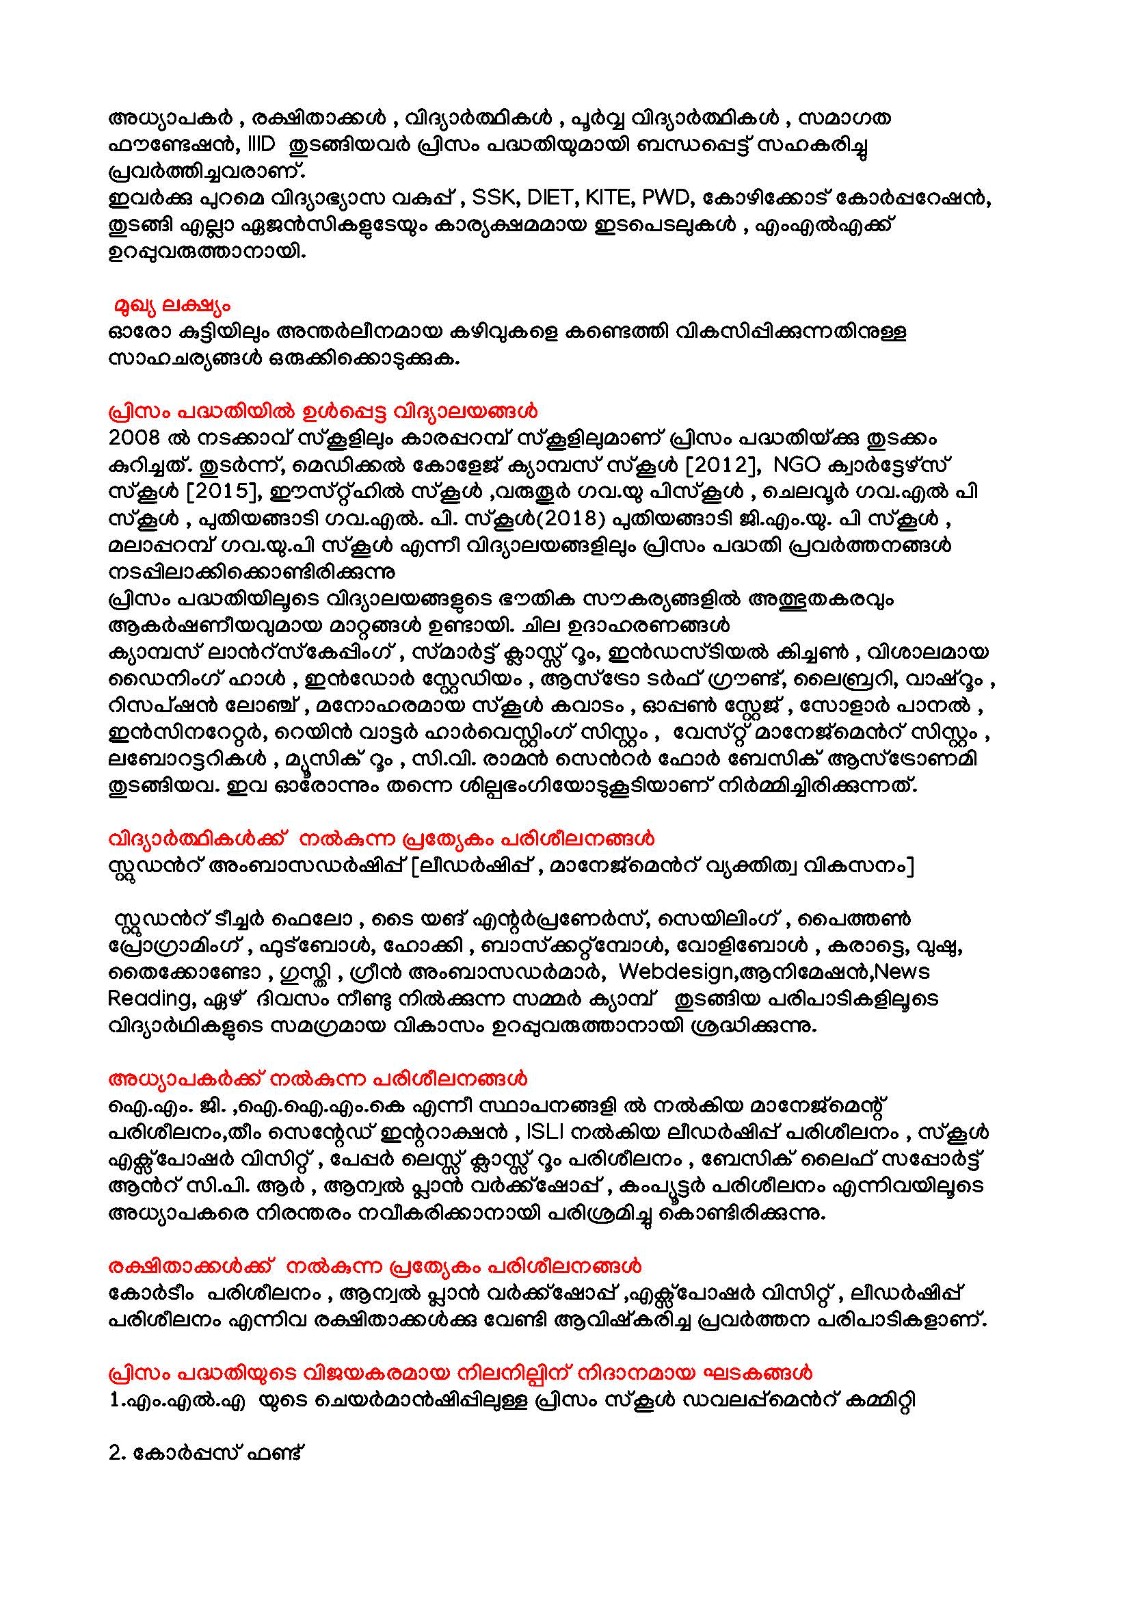 അധ്യാപകർ , രക്ഷിതാക്കൾ , വിദ്യാർത്ഥികൾ , പൂർവ്വ വിദ്യാർത്ഥികൾ , സമാഗത
ഫൗണ്ടേഷൻ, IIID തുടങ്ങിയവർ പ്രിസം പദ്ധതിയുമായി ബന്ധപ്പെട്ട് സഹകരിച്ചു
പ്രവർത്തിച്ചവരാണ്.
ഇവർക്കു പുറമെ വിദ്യാഭ്യാസ വകുപ്പ് , SSK, DIET, KITE, PWD, കോഴിക്കോട് കോർപ്പറേഷൻ,
തുടങ്ങി എല്ലാ ഏജൻസികളുടേയും കാര്യക്ഷമമായ ഇടപെടലുകൾ , എംഎൽഎക്ക്
ഉറപ്പുവരുത്താനായി.
മുഖ്യ ലക്ഷ്യം
ഓരോ കുട്ടിയിലും അന്തർലീനമായ കഴിവുകളെ കണ്ടെത്തി വികസിപ്പിക്കുന്നതിനുള്ള
സാഹചര്യങ്ങൾ ഒരുക്കിക്കൊടുക്കുക.
പ്രിസം പദ്ധതിയിൽ ഉൾപ്പെട്ട വിദ്യാലയങ്ങൾ
2008 ൽ നടക്കാവ് സ്കൂളിലും കാരപ്പറമ്പ് സ്കൂളിലുമാണ് പ്രിസം പദ്ധതിയ്ക്കു തുടക്കം
കുറിച്ചത്. തുടർന്ന്, മെഡിക്കൽ കോളേജ് ക്യാമ്പസ് സ്കൂൾ [2012], NGO ക്വാർട്ടേഴ്സ്
സ്കൂൾ [2015], ഈസ്റ്റ്ഹിൽ സ്കൂൾ ,വരുതൂർ ഗവ.യു പിസ്കൂൾ , ചെലവൂർ ഗവ.എൽ പി
സ്കൂൾ , പുതിയങ്ങാടി ഗവ.എൽ. പി. സ്കൂൾ(2018) പുതിയങ്ങാടി ജി.എം.യു. പി സ്കൂൾ ,
മലാപ്പറമ്പ് ഗവ.യു.പി സ്കൂൾ എന്നീ വിദ്യാലയങ്ങളിലും പ്രിസം പദ്ധതി പ്രവർത്തനങ്ങൾ
നടപ്പിലാക്കിക്കൊണ്ടിരിക്കുന്നു
പ്രിസം പദ്ധതിയിലൂടെ വിദ്യാലയങ്ങളുടെ ഭൗതിക സൗകര്യങ്ങളിൽ അത്ഭുതകരവും
ആകർഷണീയവുമായ മാറ്റങ്ങൾ ഉണ്ടായി. ചില ഉദാഹരണങ്ങൾ
ക്യാമ്പസ് ലാൻറ്സ്കേപ്പിംഗ് , സ്മാർട്ട് ക്ലാസ്സ് റൂം, ഇൻഡസ്ടിയൽ കിച്ചൺ , വിശാലമായ
ഡൈനിംഗ് ഹാൾ , ഇൻഡോർ സ്റ്റേഡിയം , ആസ്ട്രോ ടർഫ് ഗ്രൗണ്ട്, ലൈബ്രറി, വാഷ്റൂം ,
റിസപ്ഷൻ ലോഞ്ച് , മനോഹരമായ സ്കൂൾ കവാടം , ഓപ്പൺ സ്റ്റേജ് , സോളാർ പാനൽ ,
ഇൻസിനറേറ്റർ, റെയിൻ വാട്ടർ ഹാർവെസ്റ്റിംഗ് സിസ്റ്റം , വേസ്റ്റ് മാനേജ്മെൻറ് സിസ്റ്റം ,
ലബോറട്ടറികൾ , മ്യൂസിക് റൂം , സി.വി. രാമൻ സെൻറർ ഫോർ ബേസിക് ആസ്ട്രോണമി
തുടങ്ങിയവ. ഇവ ഓരോന്നും തന്നെ ശില്പഭംഗിയോടുകൂടിയാണ് നിർമ്മിച്ചിരിക്കുന്നത്.
വിദ്യാർത്ഥികൾക്ക് നൽകുന്ന പ്രത്യേകം പരിശീലനങ്ങൾ
സ്റ്റുഡൻറ് അംബാസഡർഷിപ്പ് [ലീഡർഷിപ്പ് , മാനേജ്മെൻറ് വ്യക്തിത്വ വികസനം]
സ്റ്റുഡൻറ് ടീച്ചർ ഫെലോ , ടൈ യങ് എന്റർപ്രണേർസ്, സെയിലിംഗ് , പൈത്തൺ
പ്രോഗ്രാമിംഗ് , ഫുട്ബോൾ, ഹോക്കി , ബാസ്ക്കറ്റ്മ്പോൾ, വോളിബോൾ , കരാട്ടെ, വുഷു,
തൈക്കോണ്ടോ , ഗുസ്തി , ഗ്രീൻ അംബാസഡർമാർ, Webdesign,ആനിമേഷൻ,News
Reading, ഏഴ് ദിവസം നീണ്ടു നിൽക്കുന്ന സമ്മർ ക്യാമ്പ് തുടങ്ങിയ പരിപാടികളിലൂടെ
വിദ്യാർഥികളുടെ സമഗ്രമായ വികാസം ഉറപ്പുവരുത്താനായി ശ്രദ്ധിക്കുന്നു.
അധ്യാപകർക്ക് നൽകുന്ന പരിശീലനങ്ങൾ
ഐ.എം. ജി. ,ഐ.ഐ.എം.കെ എന്നീ സ്ഥാപനങ്ങളി ൽ നൽകിയ മാനേജ്മെന്റ്
പരിശീലനം,തീം സെന്റേഡ് ഇന്ററാക്ഷൻ , ISLI നൽകിയ ലീഡർഷിപ്പ് പരിശീലനം , സ്കൂൾ
എക്സ്പോഷർ വിസിറ്റ് , പേപ്പർ ലെസ്സ് ക്ലാസ്സ് റൂം പരിശീലനം , ബേസിക് ലൈഫ് സപ്പോർട്ട്
ആൻറ് സി.പി. ആർ , ആന്വൽ പ്ലാൻ വർക്ക്ഷോപ്പ് , കംപ്യൂട്ടർ പരിശീലനം എന്നിവയിലൂടെ
അധ്യാപകരെ നിരന്തരം നവീകരിക്കാനായി പരിശ്രമിച്ചു കൊണ്ടിരിക്കുന്നു.
രക്ഷിതാക്കൾക്ക് നൽകുന്ന പ്രത്യേകം പരിശീലനങ്ങൾ
കോർടീം പരിശീലനം , ആന്വൽ പ്ലാൻ വർക്ക്ഷോപ്പ് ,എക്സ്പോഷർ വിസിറ്റ് , ലീഡർഷിപ്പ്
പരിശീലനം എന്നിവ രക്ഷിതാക്കൾക്കു വേണ്ടി ആവിഷ്കരിച്ച പ്രവർത്തന പരിപാടികളാണ്.
പ്രിസം പദ്ധതിയുടെ വിജയകരമായ നിലനില്പിന് നിദാനമായ ഘടകങ്ങൾ
1.എം.എൽ.എ യുടെ ചെയർമാൻഷിപ്പിലുള്ള പ്രിസം സ്കൂൾ ഡവലപ്പ്മെൻറ് കമ്മിറ്റി
2. കോർപ്പസ് ഫണ്ട്